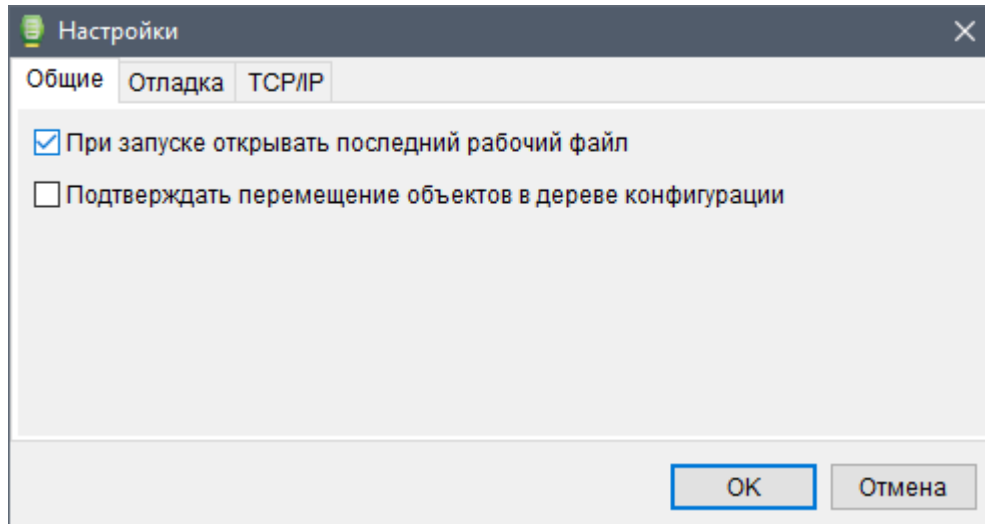 Настройки
Общие Отладка TCP/IP
При запуске открывать последний рабочий файл
Подтверждать перемещение объектов в дереве конфигурации
OK Отмена